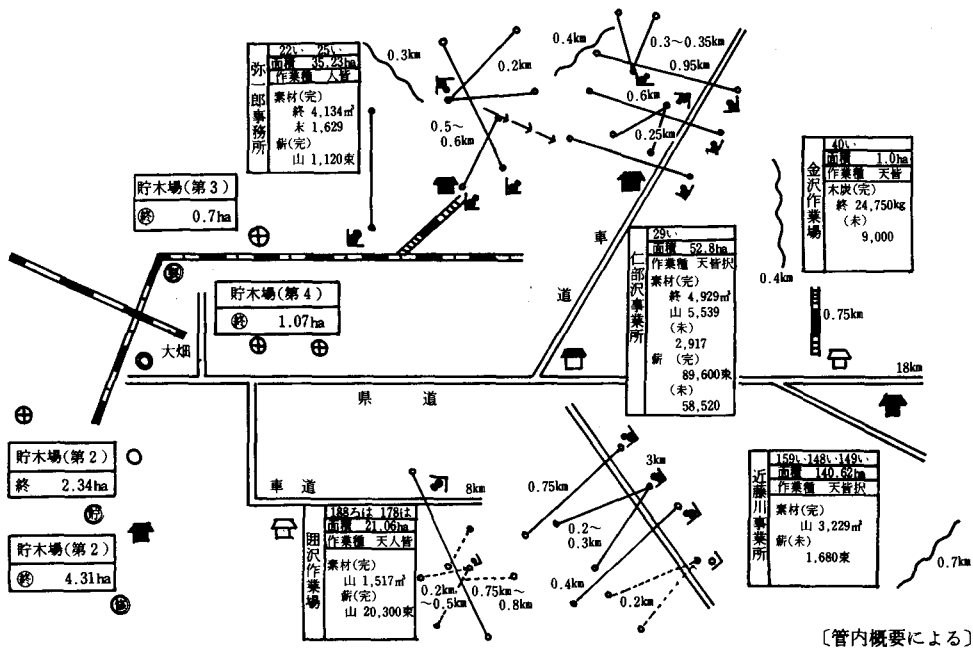 弥一郎事務所
22い 25い
面積 35.23ha
作業種 人皆
素材(完)
終 4,134㎥
末 1,629
薪(完)
山 1,120束
0.3km
0.2km
0.5～
0.6km
0.4km
0.3～0.35km
0.95km
0.6km
0.25km
金沢作業場
40い
面積 1.0ha
作業種 天皆
木炭(完)
終 24,750kg
(未)
9,000
0.4km
0.75km
貯木場(第3)
終 0.7ha
貯木場(第4)
終 1.07ha
大畑
車道
仁部沢事業所
29い
面積 52.8ha
作業種 天皆択
素材(完)
終 4,929㎥
山 5,539
(未)
2,917
薪 (完)
89,600束
(未)
58,520
県道
18km
貯木場(第2)
終 2.34ha
貯木場(第2)
終 4.31ha
車道
8km
囲沢作業場
188ろは 178は
面積 21.06ha
作業種 天人皆
素材(完)
山 1,517㎥
薪(完)
山 20,300束
0.2km
～0.5km
0.75km～
0.8km
0.75km
3km
0.2～
0.3km
0.4km
0.2km
近藤川事業所
159い148い149い
面積 140.62ha
作業種 天皆択
素材(完)
山 3,229㎥
薪(未)
1,680束
0.7km
〔管内概要による〕